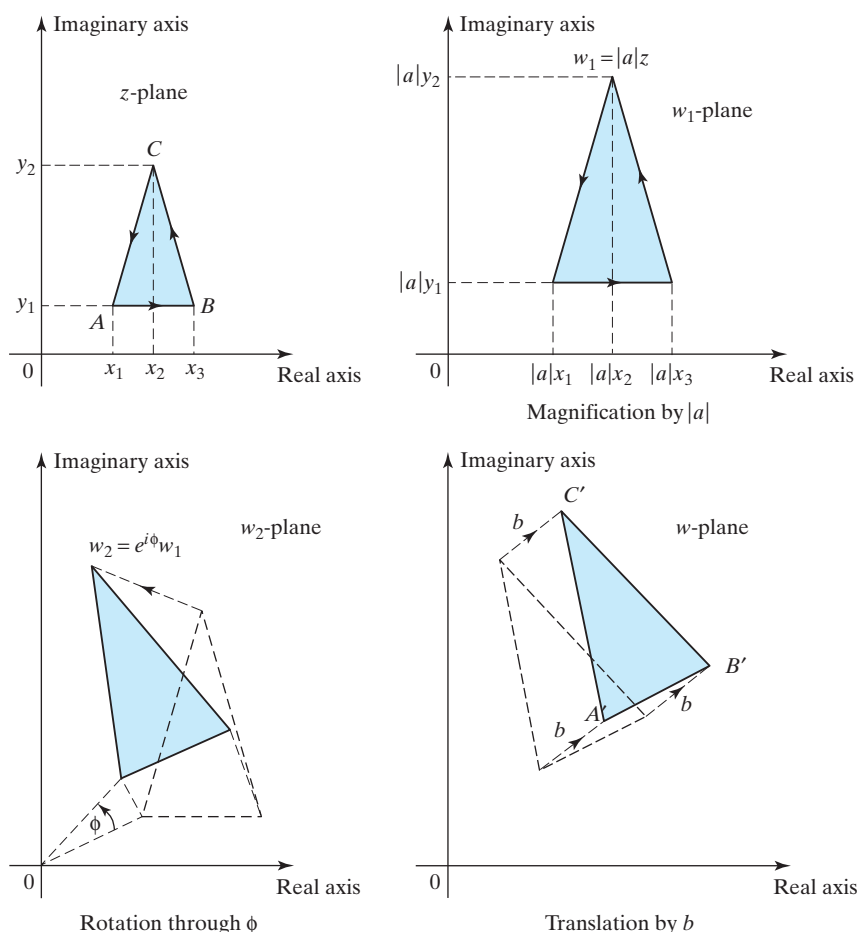 Imaginary axis
z-plane
C
y₂
y₁
A
B
0
x₁ x₂ x₃
Real axis
Imaginary axis
w₁ = |a|z
|a|y₂
w₁-plane
|a|y₁
0
|a|x₁ |a|x₂ |a|x₃
Real axis
Magnification by |a|
Imaginary axis
w₂-plane
w₂ = e^{iϕ}w₁
ϕ
0
Real axis
Rotation through ϕ
Imaginary axis
C′
b
w-plane
B′
A′
b
b
0
Real axis
Translation by b